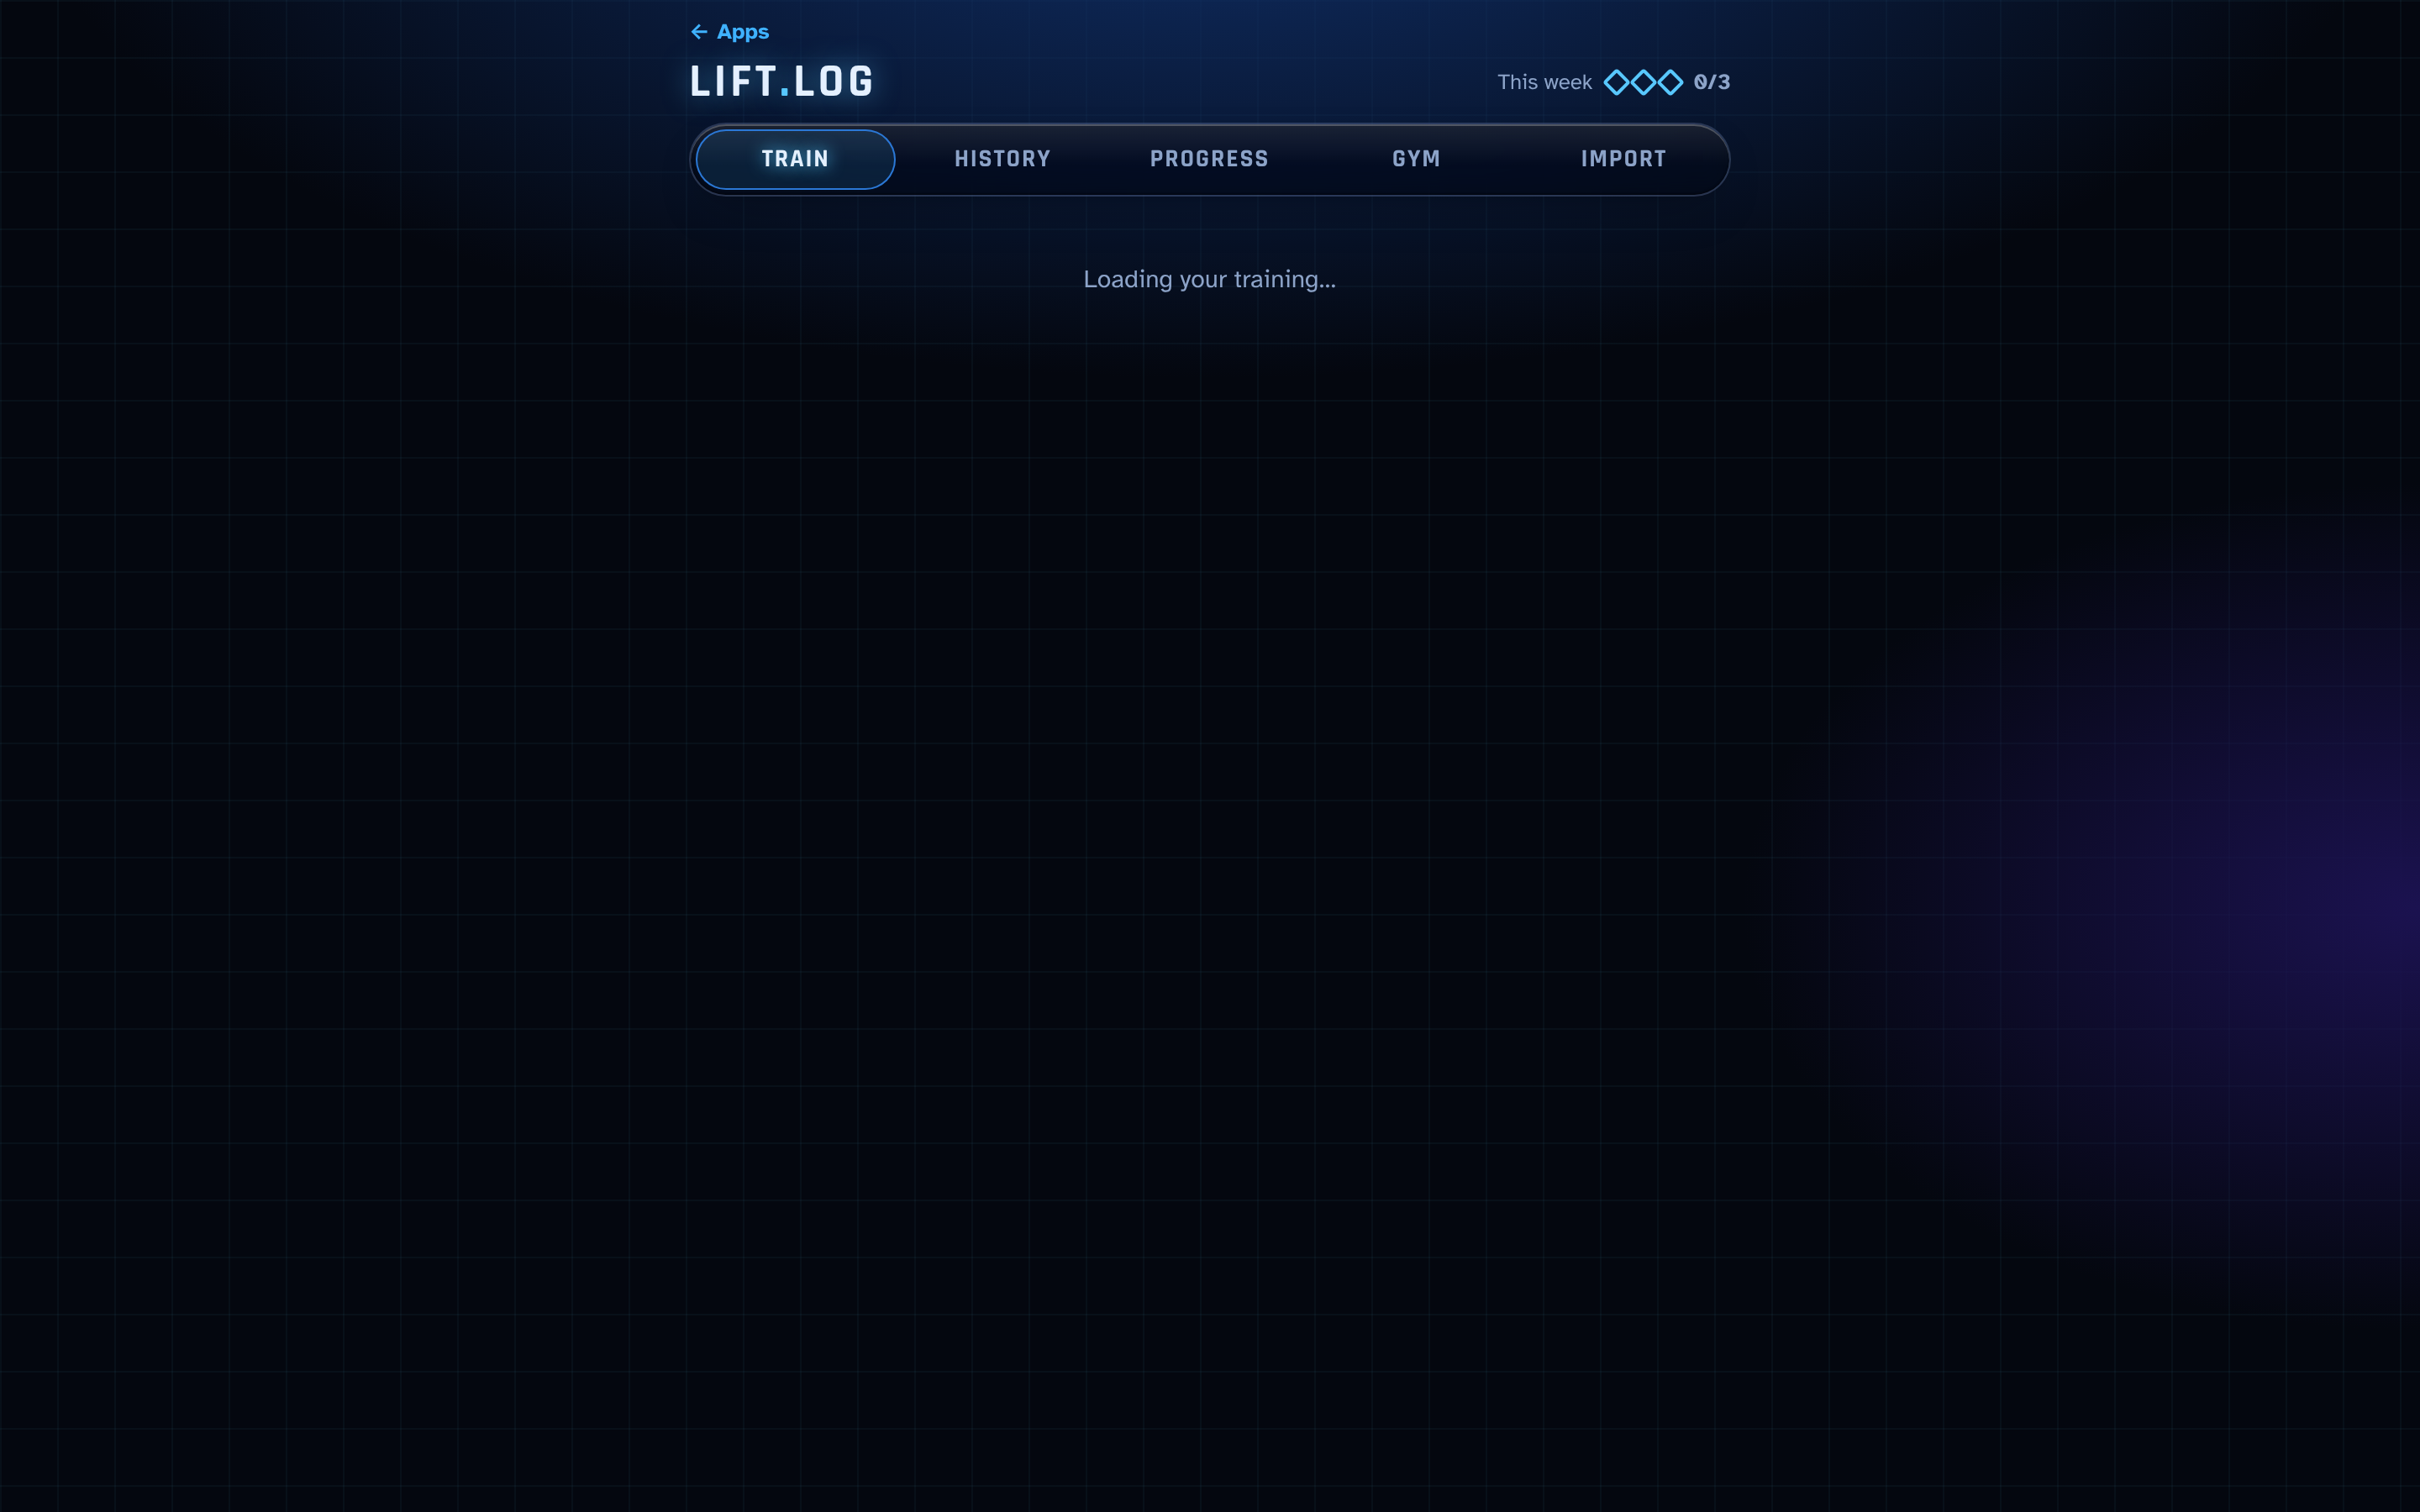 ← Apps
LIFT.LOG
This week 0/3
TRAIN HISTORY PROGRESS GYM IMPORT
Loading your training...